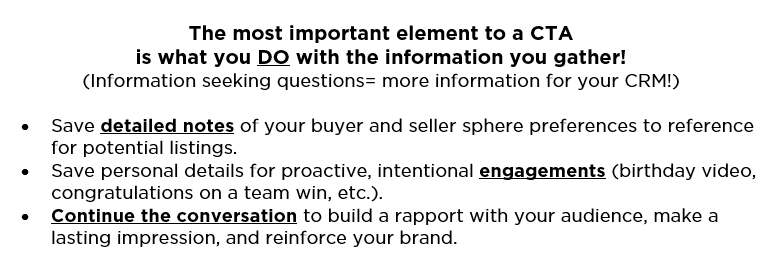 The most important element to a CTA
is what you DO with the information you gather!
(Information seeking questions= more information for your CRM!)
• Save detailed notes of your buyer and seller sphere preferences to reference
for potential listings.
• Save personal details for proactive, intentional engagements (birthday video,
congratulations on a team win, etc.).
• Continue the conversation to build a rapport with your audience, make a
lasting impression, and reinforce your brand.